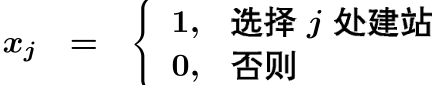 x_j = { 1, 选择 j 处建站
0, 否则